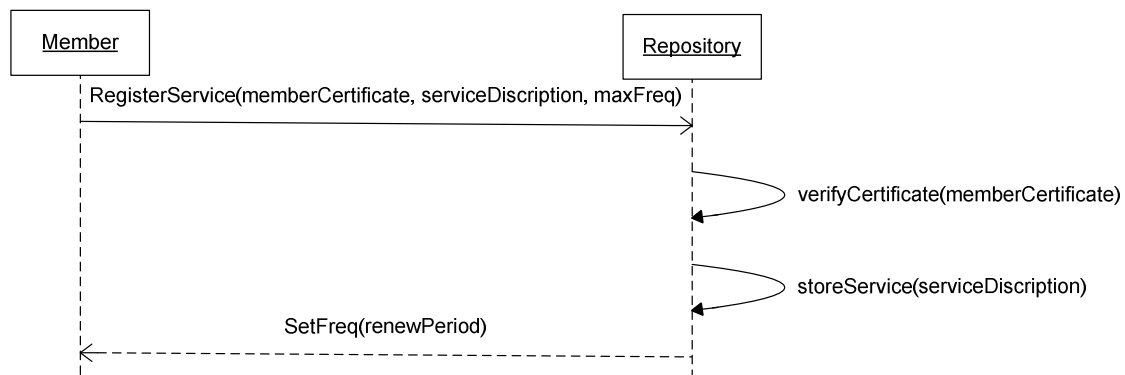 Member
Repository
RegisterService(memberCertificate, serviceDiscription, maxFreq)
verifyCertificate(memberCertificate)
storeService(serviceDiscription)
SetFreq(renewPeriod)